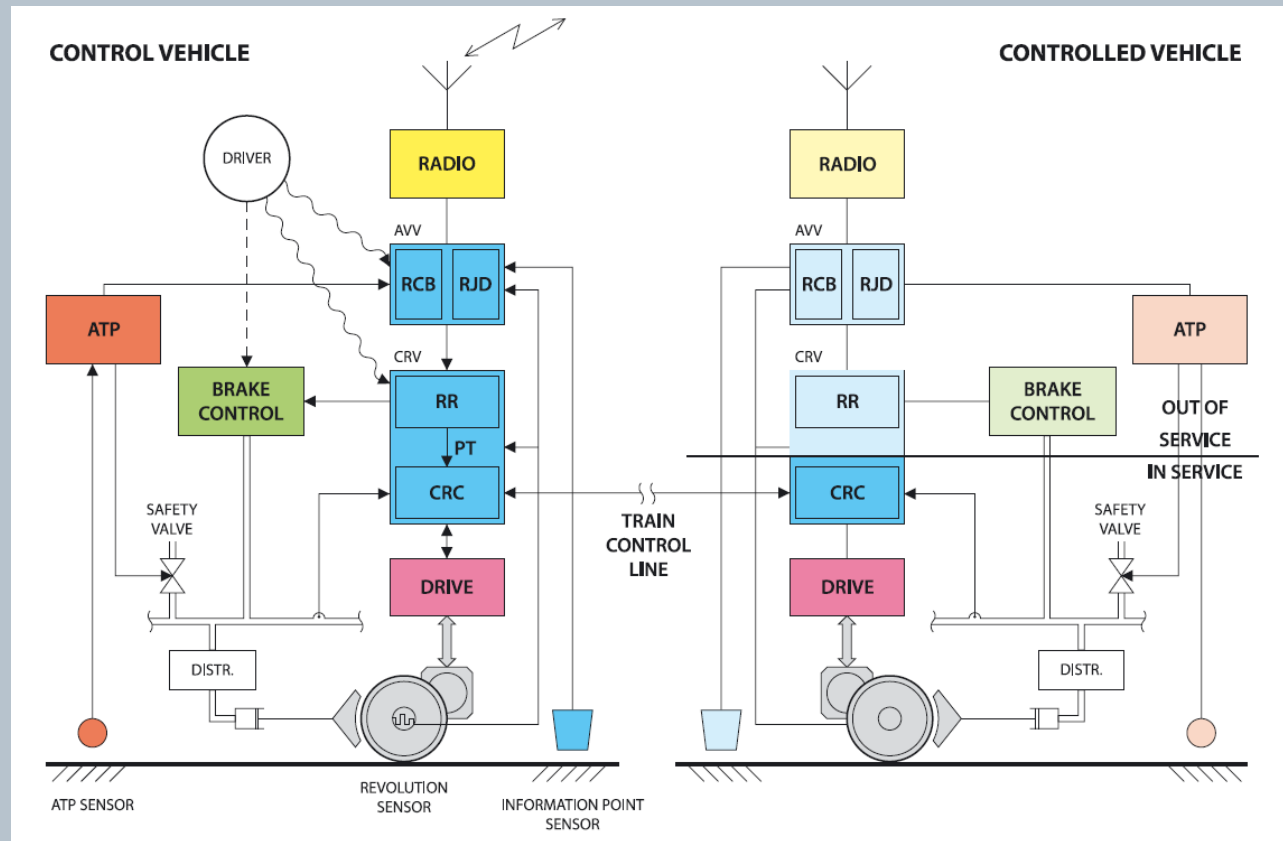 CONTROL VEHICLE
CONTROLLED VEHICLE
DRIVER
RADIO
AVV
RCB
RJD
ATP
CRV
BRAKE
CONTROL
RR
PT
CRC
SAFETY
VALVE
DRIVE
DISTR.
ATP SENSOR
REVOLUTION
SENSOR
INFORMATION POINT
SENSOR
TRAIN
CONTROL
LINE
RADIO
AVV
RCB
RJD
ATP
CRV
RR
BRAKE
CONTROL
OUT OF
SERVICE
IN SERVICE
CRC
SAFETY
VALVE
DRIVE
DISTR.